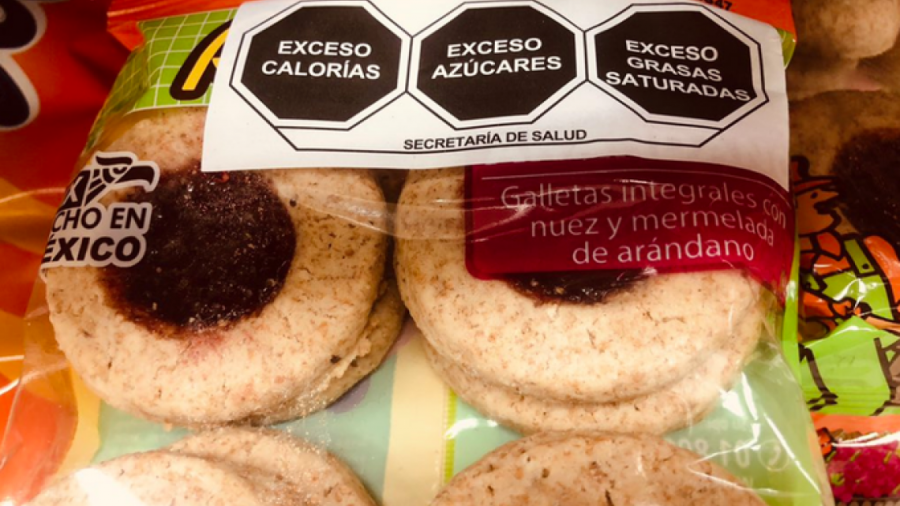 EXCESO
CALORÍAS
EXCESO
AZÚCARES
EXCESO
GRASAS
SATURADAS
SECRETARÍA DE SALUD
CHO EN
EXICO
Galletas integrales con
nuez y mermelada
de arándano